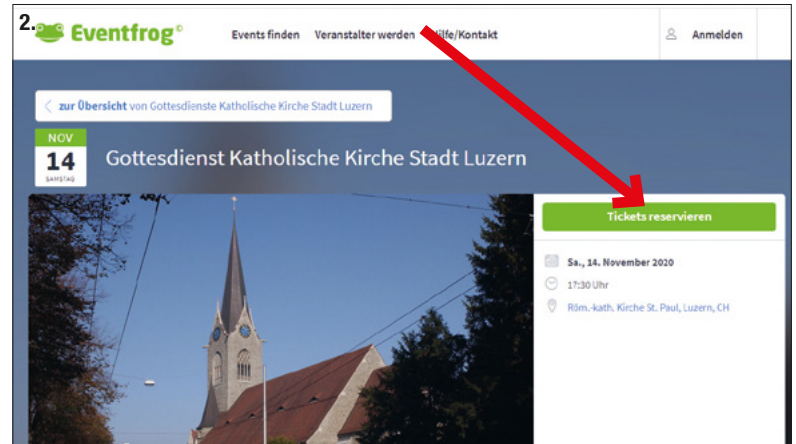 2. Eventfrog©
Events finden Veranstalter werden Hilfe/Kontakt
Anmelden
zur Übersicht von Gottesdienste Katholische Kirche Stadt Luzern
NOV
14
SAMSTAG
Gottesdienst Katholische Kirche Stadt Luzern
Tickets reservieren
Sa., 14. November 2020
17:30 Uhr
Röm.-kath. Kirche St. Paul, Luzern, CH